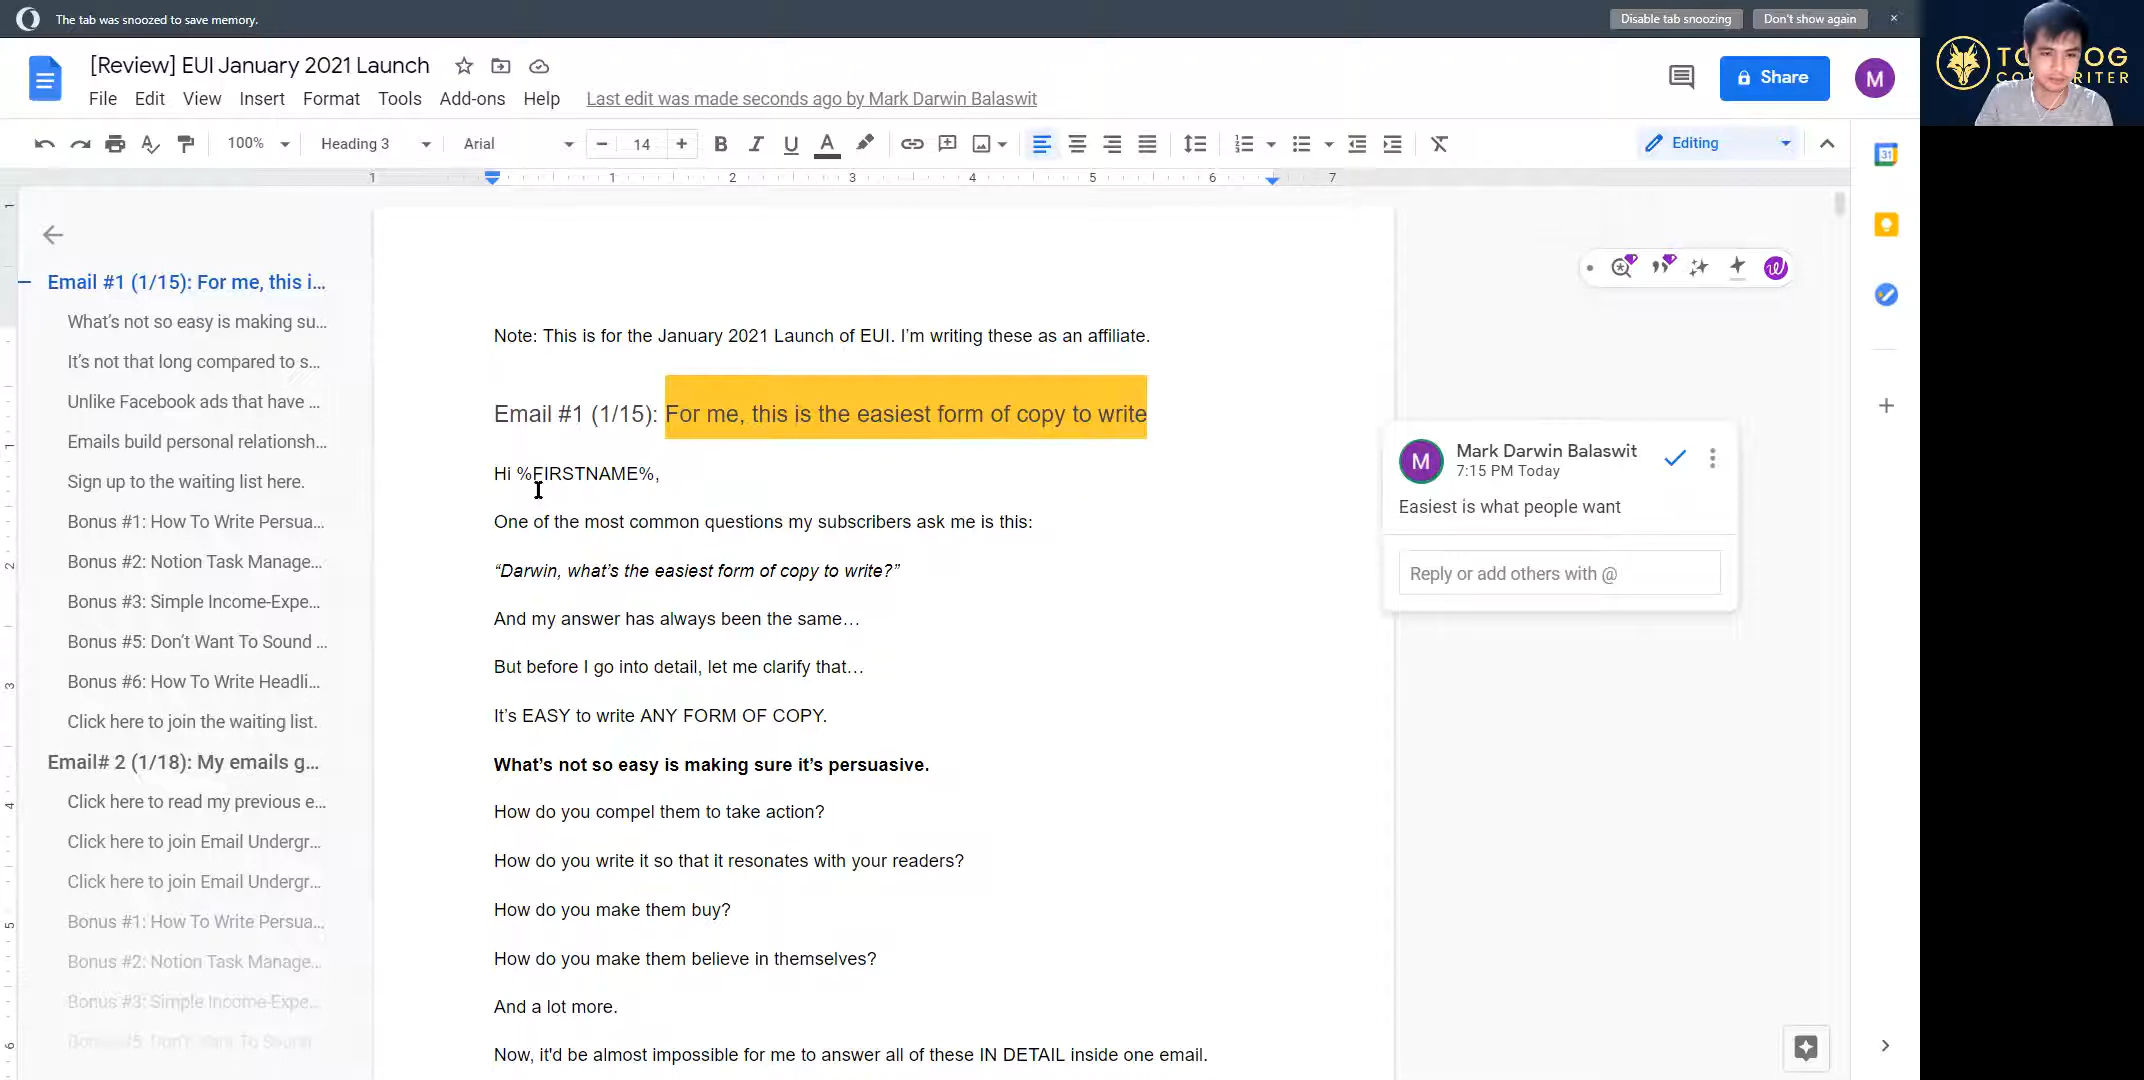 The tab was snoozed to save memory.
Disable tab snoozing
Don't show again
[Review] EUI January 2021 Launch
Share
M
File Edit View Insert Format Tools Add-ons Help
Last edit was made seconds ago by Mark Darwin Balaswit
100% Heading 3 Arial 14 Editing
1 1 2 3 4 5 6 7
Email #1 (1/15): For me, this i...
What's not so easy is making su...
It's not that long compared to s...
Unlike Facebook ads that have ...
Emails build personal relationsh...
Sign up to the waiting list here.
Bonus #1: How To Write Persua...
Bonus #2: Notion Task Manage...
Bonus #3: Simple Income-Expe...
Bonus #5: Don't Want To Sound ...
Bonus #6: How To Write Headli...
Click here to join the waiting list.
Email# 2 (1/18): My emails g...
Click here to read my previous e...
Click here to join Email Undergr...
Click here to join Email Undergr...
Bonus #1: How To Write Persua...
Bonus #2: Notion Task Manage...
Bonus #3: Simple Income-Expe...
Bonus #5: Don't Want To Sound
Note: This is for the January 2021 Launch of EUI. I'm writing these as an affiliate.
Email #1 (1/15): For me, this is the easiest form of copy to write
Hi %FIRSTNAME%,
One of the most common questions my subscribers ask me is this:
“Darwin, what's the easiest form of copy to write?”
And my answer has always been the same…
But before I go into detail, let me clarify that…
It's EASY to write ANY FORM OF COPY.
What's not so easy is making sure it's persuasive.
How do you compel them to take action?
How do you write it so that it resonates with your readers?
How do you make them buy?
How do you make them believe in themselves?
And a lot more.
Now, it'd be almost impossible for me to answer all of these IN DETAIL inside one email.
M
Mark Darwin Balaswit
7:15 PM Today
Easiest is what people want
Reply or add others with @
31